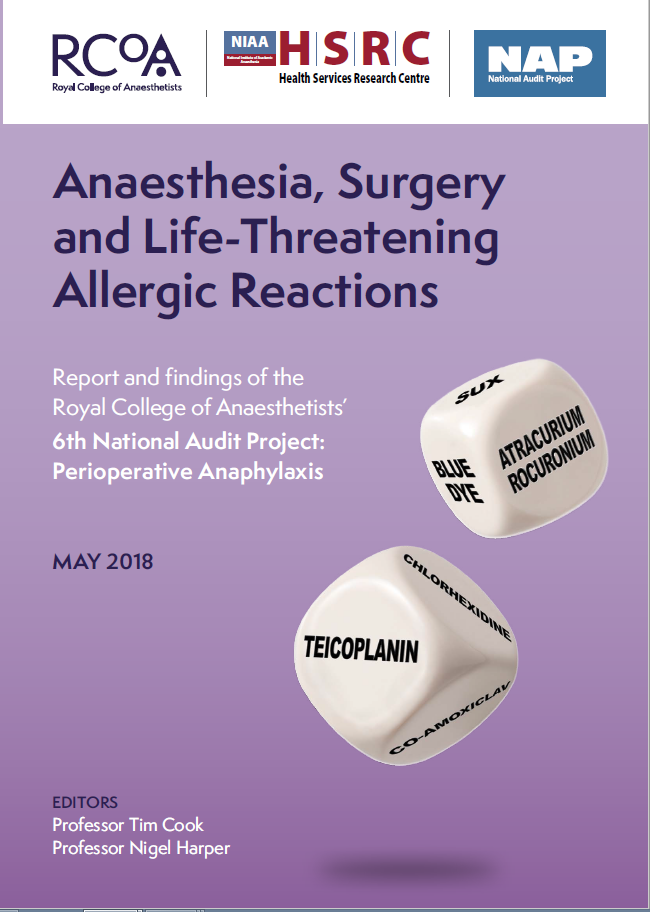 RCOA
Royal College of Anaesthetists
NIAA
National Institute of Academic
Anaesthesia
HSRC
Health Services Research Centre
NAP
National Audit Project
Anaesthesia, Surgery
and Life-Threatening
Allergic Reactions
Report and findings of the
Royal College of Anaesthetists’
6th National Audit Project:
Perioperative Anaphylaxis
SUX
BLUE
DYE
ATRACURIUM
ROCURONIUM
MAY 2018
CHLORHEXIDINE
TEICOPLANIN
CO-AMOXICLAV
EDITORS
Professor Tim Cook
Professor Nigel Harper